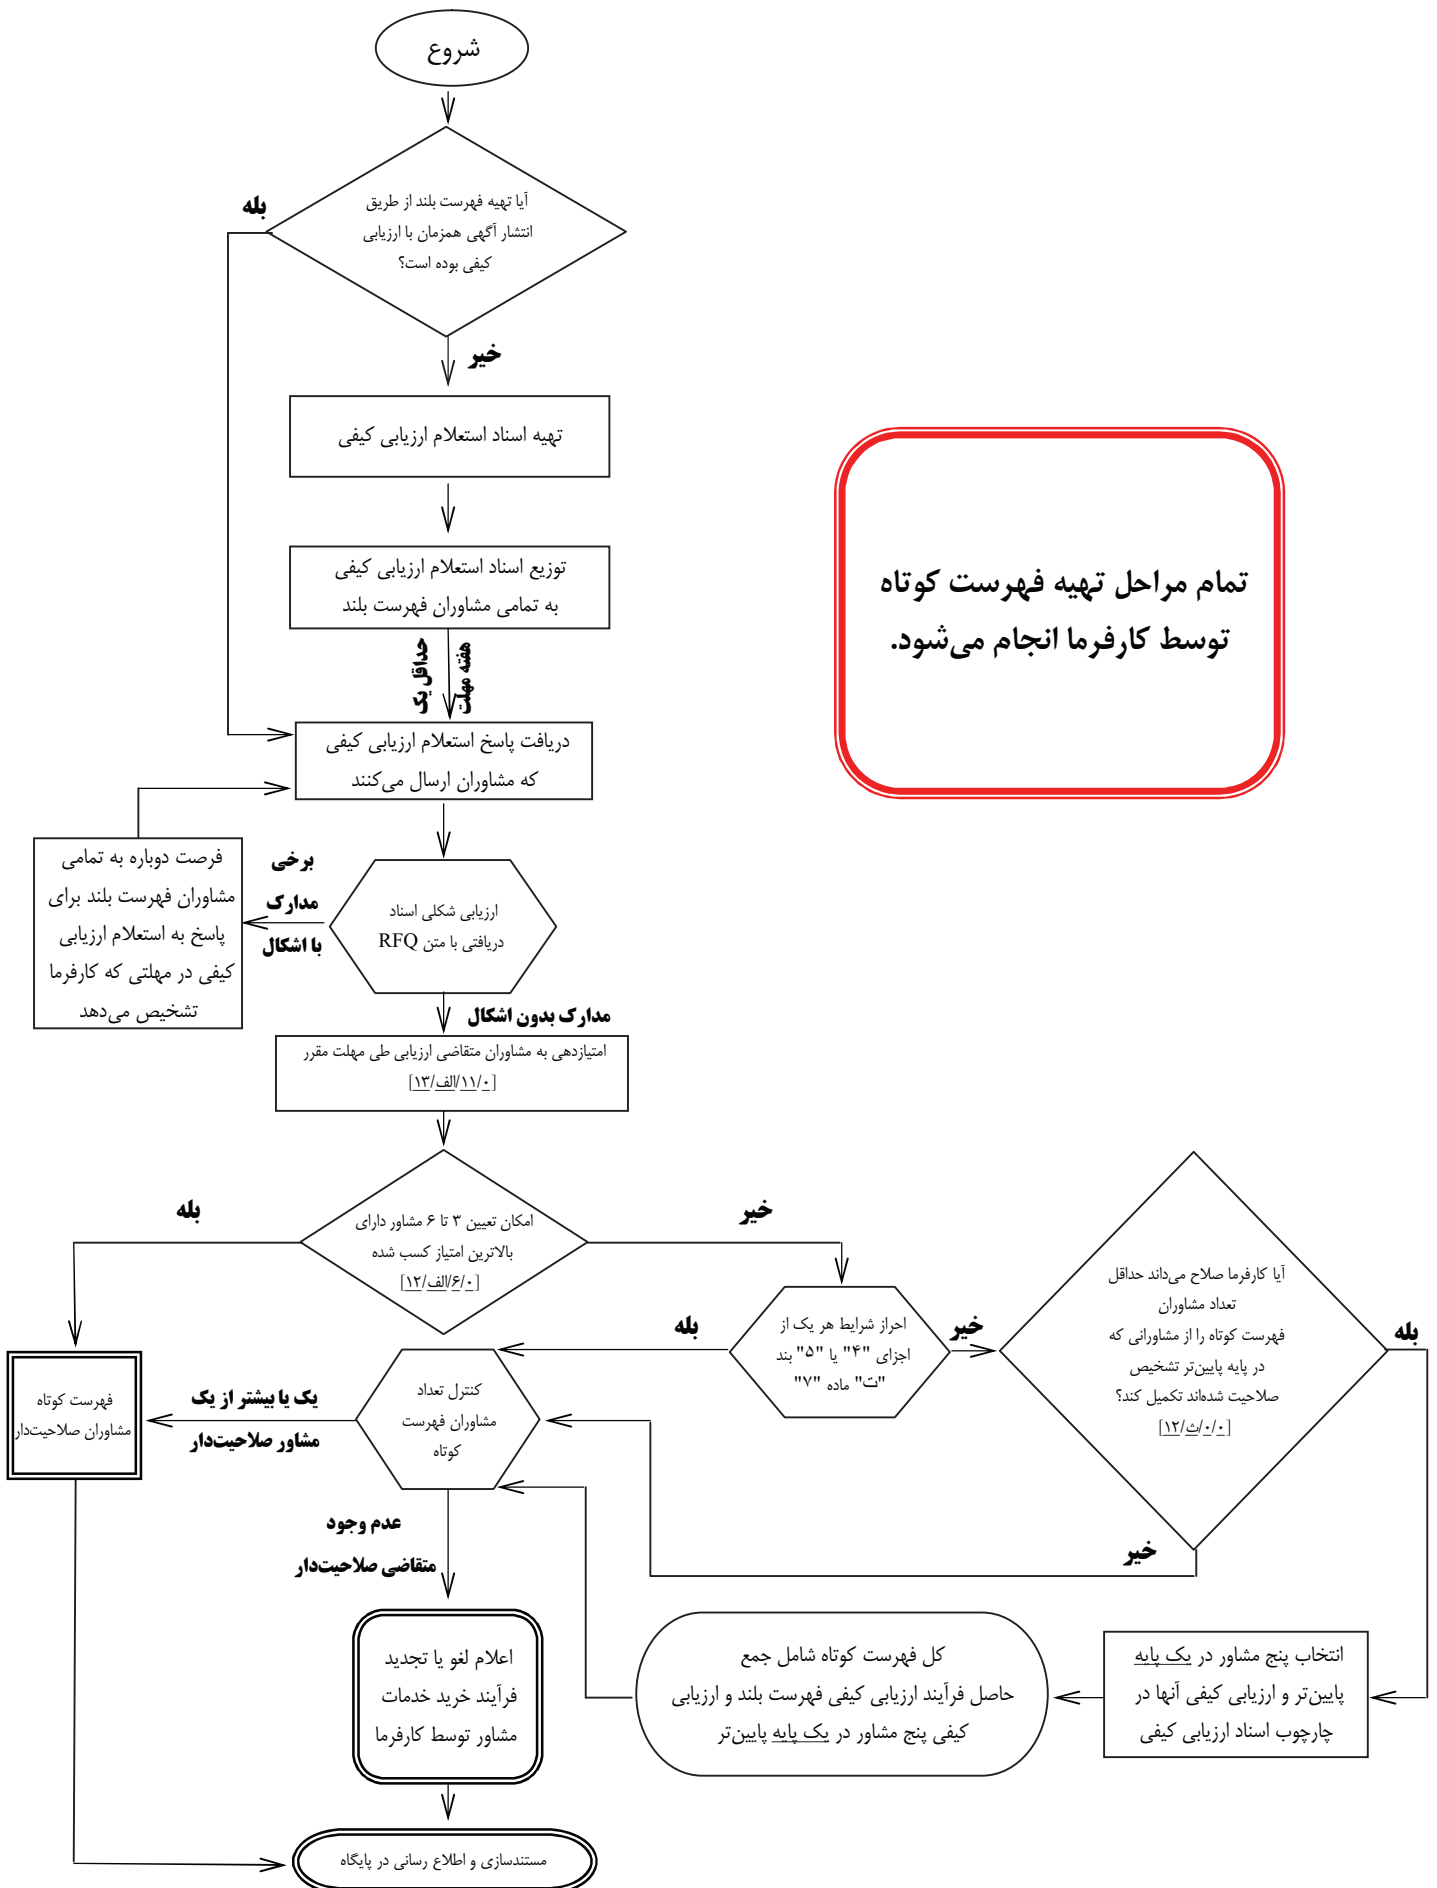 شروع
آیا تهیه فهرست بلند از طریق
انتشار آگهی همزمان با ارزیابی
کیفی بوده است؟
بله
خیر
تهیه اسناد استعلام ارزیابی کیفی
توزیع اسناد استعلام ارزیابی کیفی
به تمامی مشاوران فهرست بلند
حداقل یک
هفته مهلت
تمام مراحل تهیه فهرست کوتاه
توسط کارفرما انجام می‌شود.
دریافت پاسخ استعلام ارزیابی کیفی
که مشاوران ارسال می‌کنند
فرصت دوباره به تمامی
مشاوران فهرست بلند برای
پاسخ به استعلام ارزیابی
کیفی در مهلتی که کارفرما
تشخیص می‌دهد
برخی
مدارک
با اشکال
ارزیابی شکلی اسناد
دریافتی با متن RFQ
مدارک بدون اشکال
امتیازدهی به مشاوران متقاضی ارزیابی طی مهلت مقرر
[۱۳/الف/۱۱/۰]
امکان تعیین ۳ تا ۶ مشاور دارای
بالاترین امتیاز کسب شده
[۱۲/الف/۶/۰]
بله
خیر
احراز شرایط هر یک از
اجزای "۴" یا "۵" بند
"ت" ماده "۷"
بله
خیر
آیا کارفرما صلاح می‌داند حداقل
تعداد مشاوران
فهرست کوتاه را از مشاورانی که
در پایه پایین‌تر تشخیص
صلاحیت شده‌اند تکمیل کند؟
[۱۲/ث/۰/۰]
بله
خیر
کنترل تعداد
مشاوران فهرست
کوتاه
یک یا بیشتر از یک
مشاور صلاحیت‌دار
فهرست کوتاه
مشاوران صلاحیت‌دار
عدم وجود
متقاضی صلاحیت‌دار
انتخاب پنج مشاور در یک پایه
پایین‌تر و ارزیابی کیفی آنها در
چارچوب اسناد ارزیابی کیفی
کل فهرست کوتاه شامل جمع
حاصل فرآیند ارزیابی کیفی فهرست بلند و ارزیابی
کیفی پنج مشاور در یک پایه پایین‌تر
اعلام لغو یا تجدید
فرآیند خرید خدمات
مشاور توسط کارفرما
مستندسازی و اطلاع رسانی در پایگاه